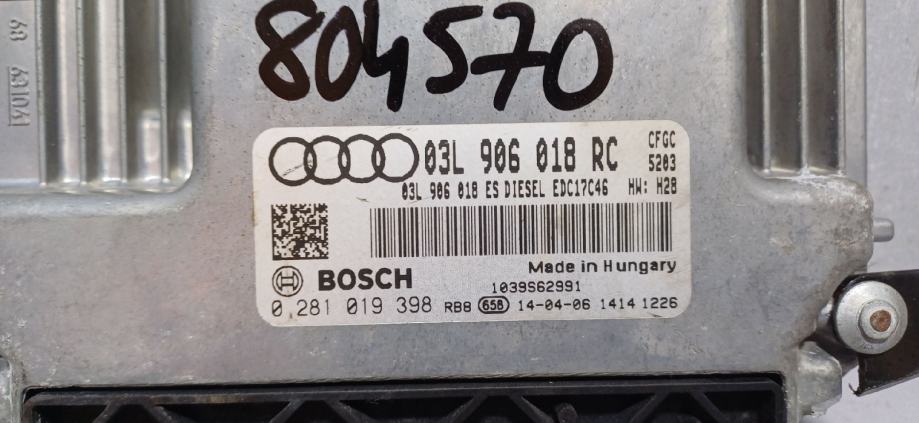 804570
03L 906 018 RC
CFGC
5203
03L 906 018 ES DIESEL EDC17C46 HW: H28
Made in Hungary
BOSCH
1039S62991
0 281 019 398 RB8 65B 14-04-06 1414 1226